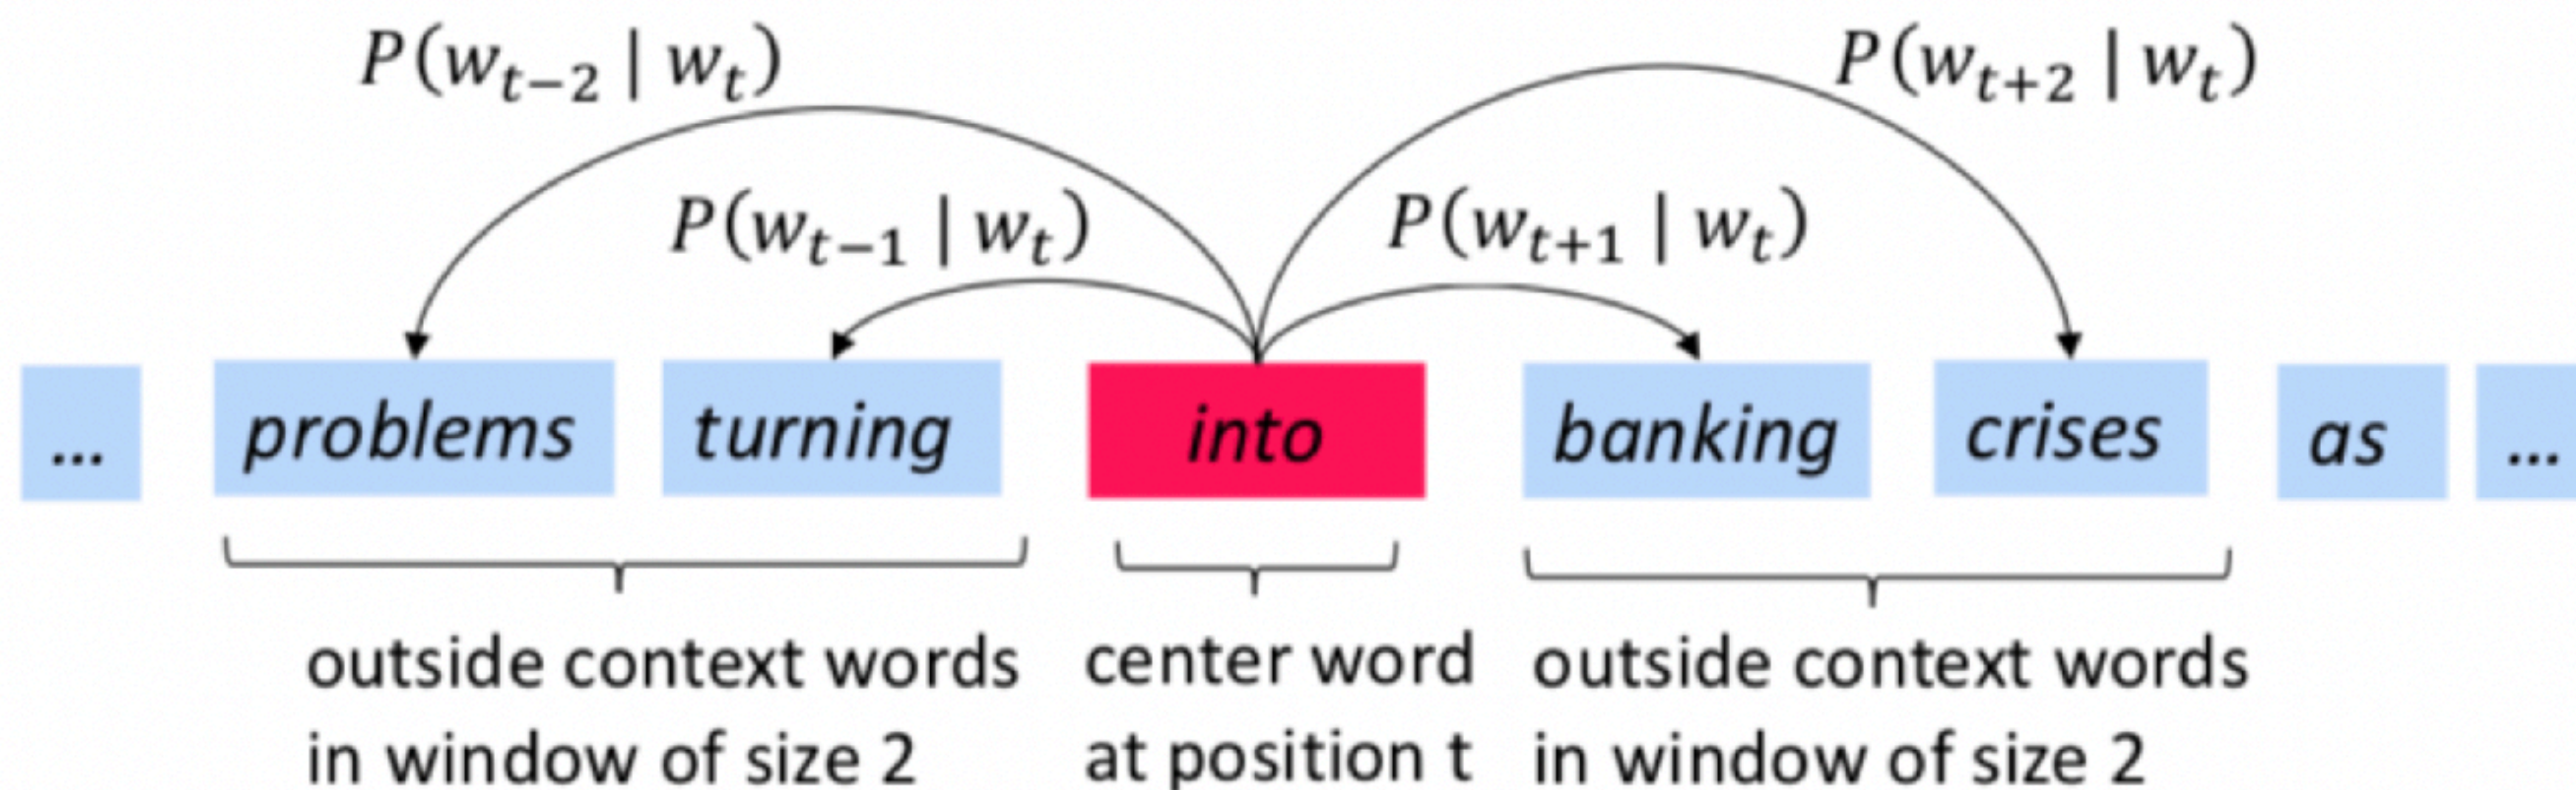 P(w_{t-2} | w_t) P(w_{t+2} | w_t)
P(w_{t-1} | w_t) P(w_{t+1} | w_t)
... problems turning into banking crises as ...
outside context words center word outside context words
in window of size 2 at position t in window of size 2